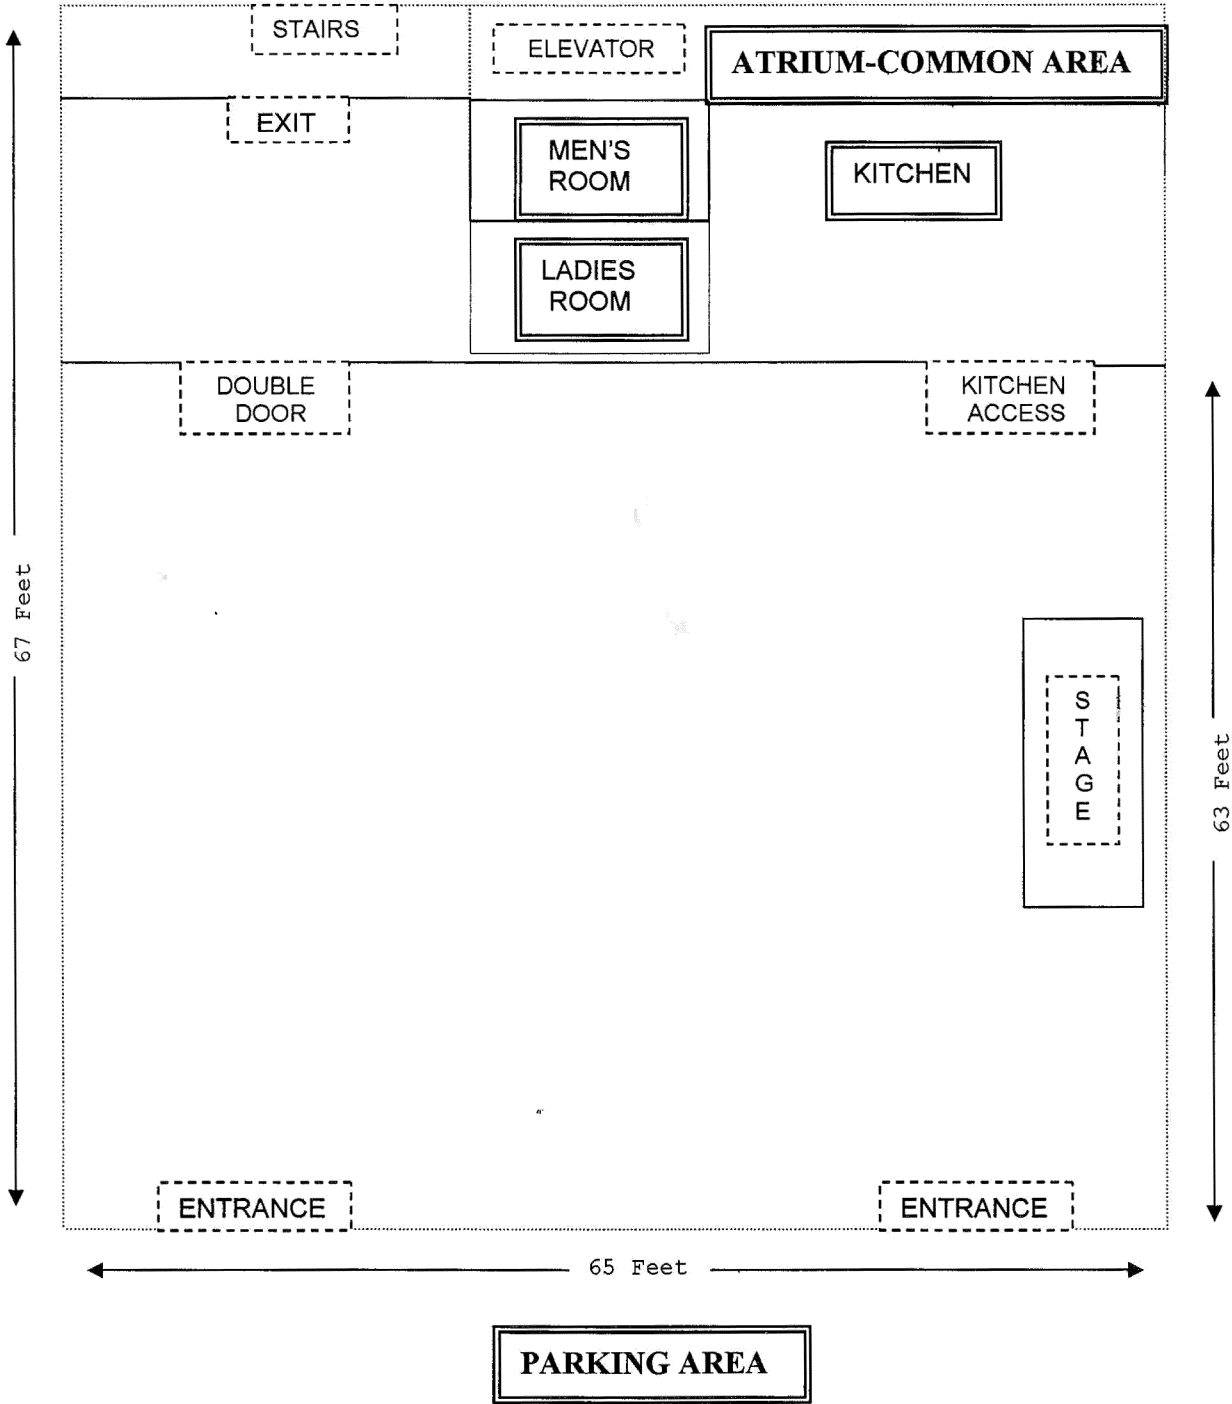 STAIRS
ELEVATOR
ATRIUM-COMMON AREA
EXIT
MEN'S
ROOM
KITCHEN
LADIES
ROOM
DOUBLE
DOOR
KITCHEN
ACCESS
67 Feet
S
T
A
G
E
63 Feet
ENTRANCE
ENTRANCE
65 Feet
PARKING AREA